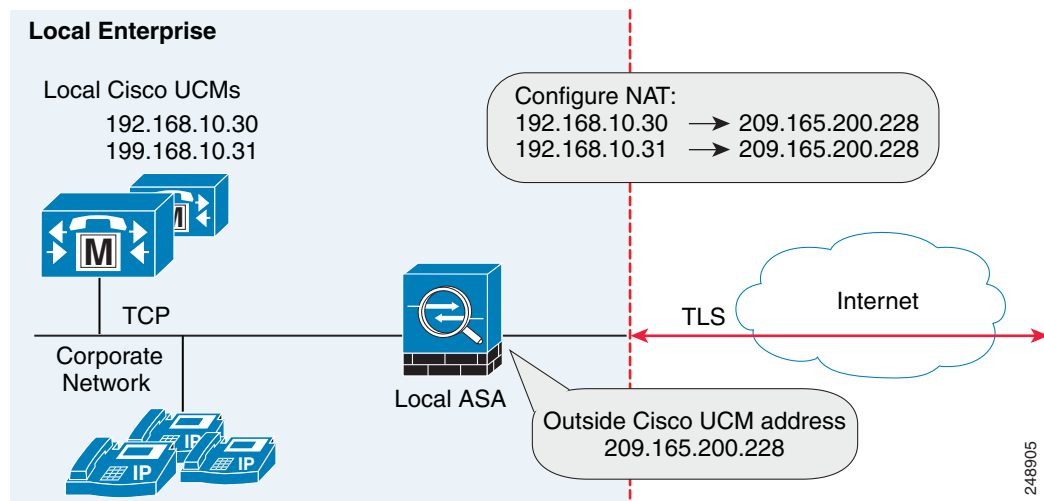 Local Enterprise
Local Cisco UCMs
192.168.10.30
199.168.10.31
Configure NAT:
192.168.10.30 → 209.165.200.228
192.168.10.31 → 209.165.200.228
M
M
TCP
Corporate
Network
IP
IP
IP
Local ASA
TLS
Internet
Outside Cisco UCM address
209.165.200.228
248905